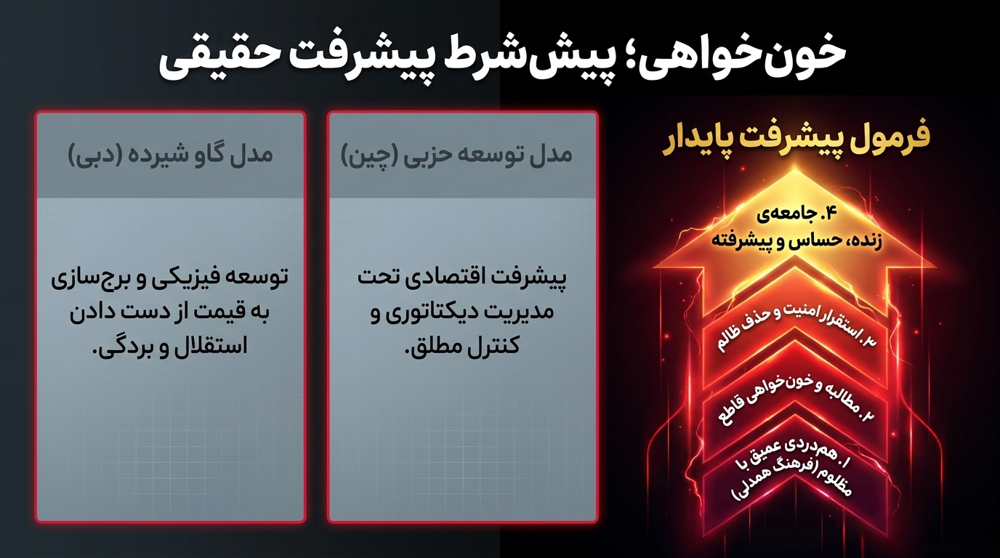 خون‌خواهی؛ پیش‌شرط پیشرفت حقیقی
فرمول پیشرفت پایدار
۴. جامعه‌ی
زنده، حساس و پیشرفته
۳. استقرار امنیت و حذف ظالم
۲. مطالبه و خون‌خواهی قاطع
۱. هم‌دردی عمیق با
مظلوم (فرهنگ همدلی)
مدل توسعه حزبی (چین)
پیشرفت اقتصادی تحت
مدیریت دیکتاتوری و
کنترل مطلق.
مدل گاو شیرده (دبی)
توسعه فیزیکی و برج‌سازی
به قیمت از دست دادن
استقلال و بردگی.